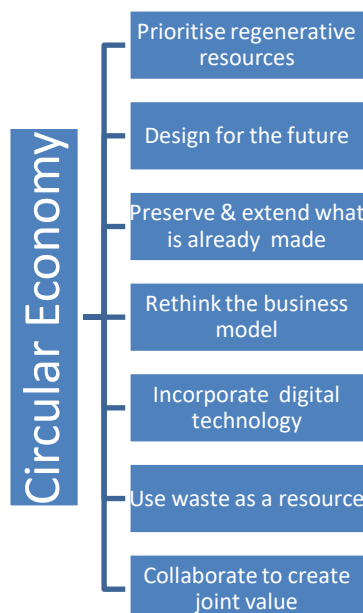 Circular Economy
Prioritise regenerative
resources
Design for the future
Preserve & extend what
is already made
Rethink the business
model
Incorporate digital
technology
Use waste as a resource
Collaborate to create
joint value